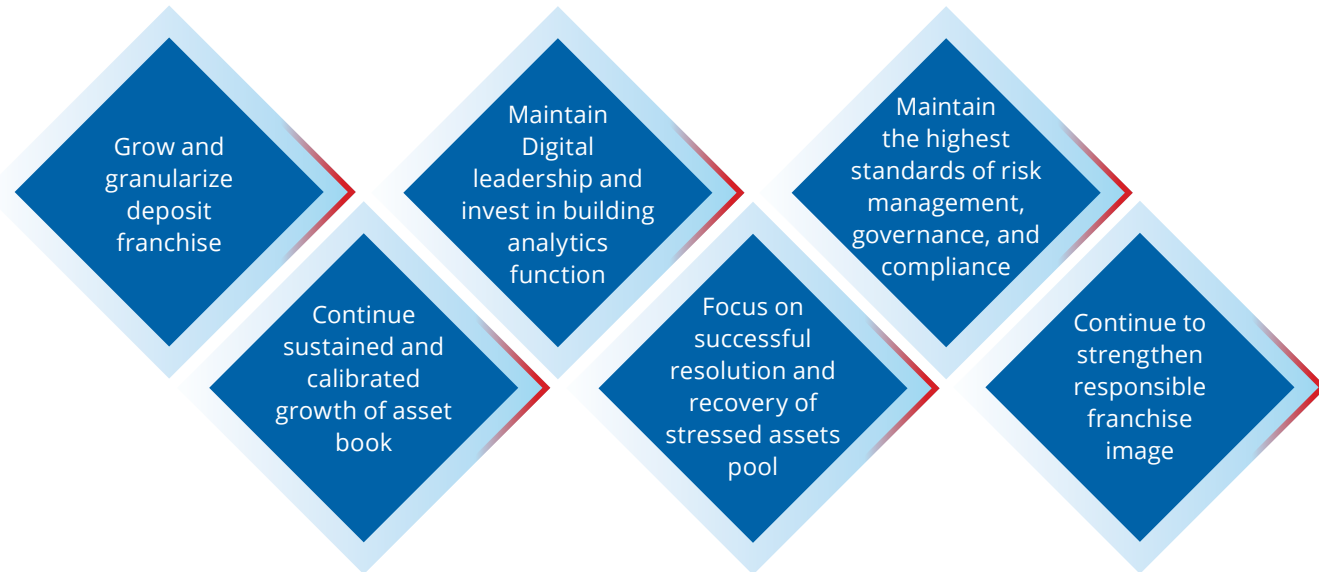 Grow and
granularize
deposit
franchise
Continue
sustained and
calibrated
growth of asset
book
Maintain
Digital
leadership and
invest in building
analytics
function
Focus on
successful
resolution and
recovery of
stressed assets
pool
Maintain
the highest
standards of risk
management,
governance, and
compliance
Continue to
strengthen
responsible
franchise
image